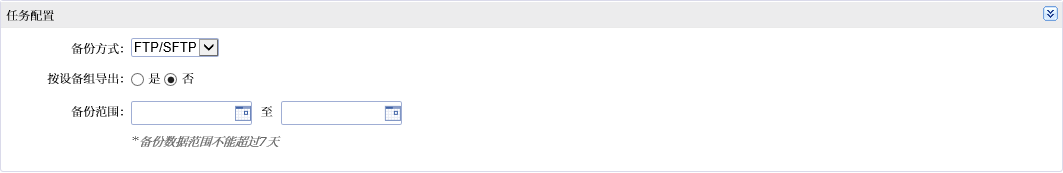 任务配置
备份方式: FTP/SFTP
按设备组导出: 是 否
备份范围: 至
*备份数据范围不能超过7天